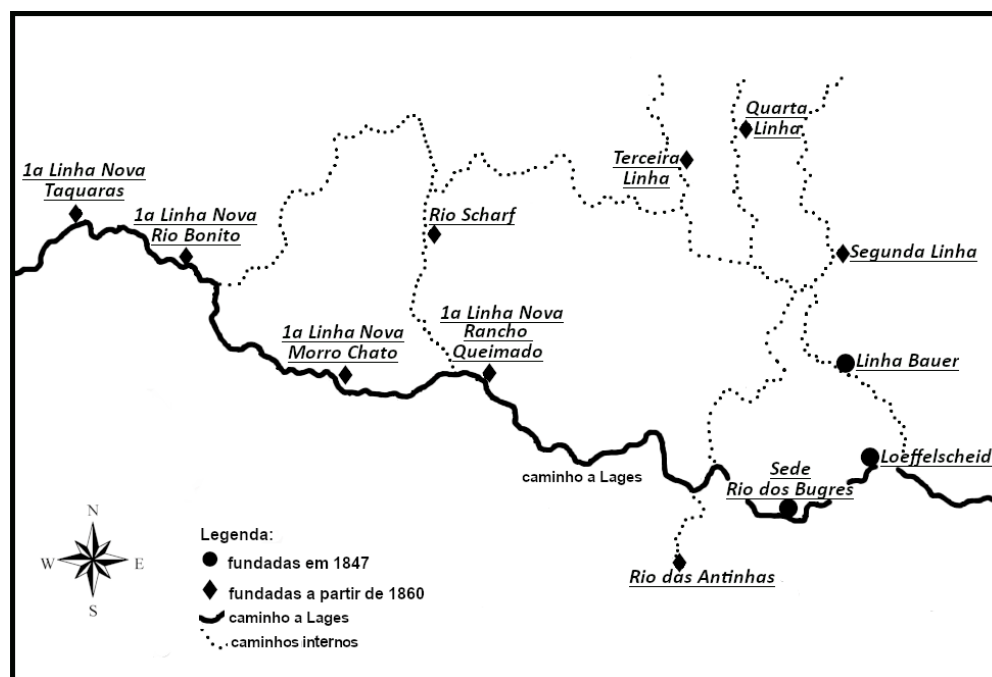 Quarta
Linha
Terceira
Linha
1a Linha Nova
Taquaras
1a Linha Nova
Rio Bonito
Rio Scharf
Segunda Linha
1a Linha Nova
Morro Chato
1a Linha Nova
Rancho
Queimado
Linha Bauer
caminho a Lages
Sede
Rio dos Bugres
Loeffelscheid
Rio das Antinhas
N
W
E
S
Legenda:
fundadas em 1847
fundadas a partir de 1860
caminho a Lages
caminhos internos